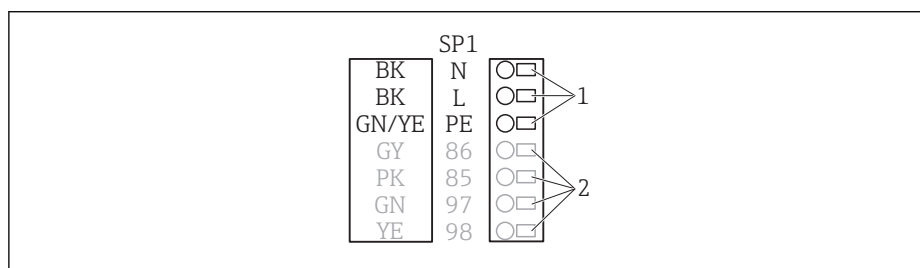 SP1
BK N
BK L 1
GN/YE PE
GY 86
PK 85 2
GN 97
YE 98